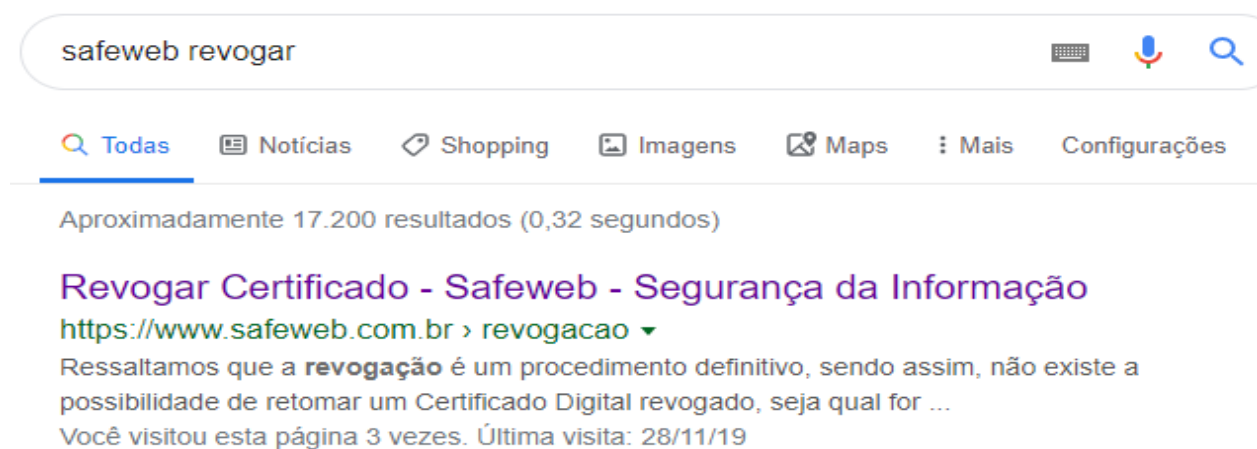 safeweb revogar
Todas Notícias Shopping Imagens Maps Mais Configurações
Aproximadamente 17.200 resultados (0,32 segundos)
Revogar Certificado - Safeweb - Segurança da Informação
https://www.safeweb.com.br › revogacao
Ressaltamos que a revogação é um procedimento definitivo, sendo assim, não existe a
possibilidade de retomar um Certificado Digital revogado, seja qual for ...
Você visitou esta página 3 vezes. Última visita: 28/11/19